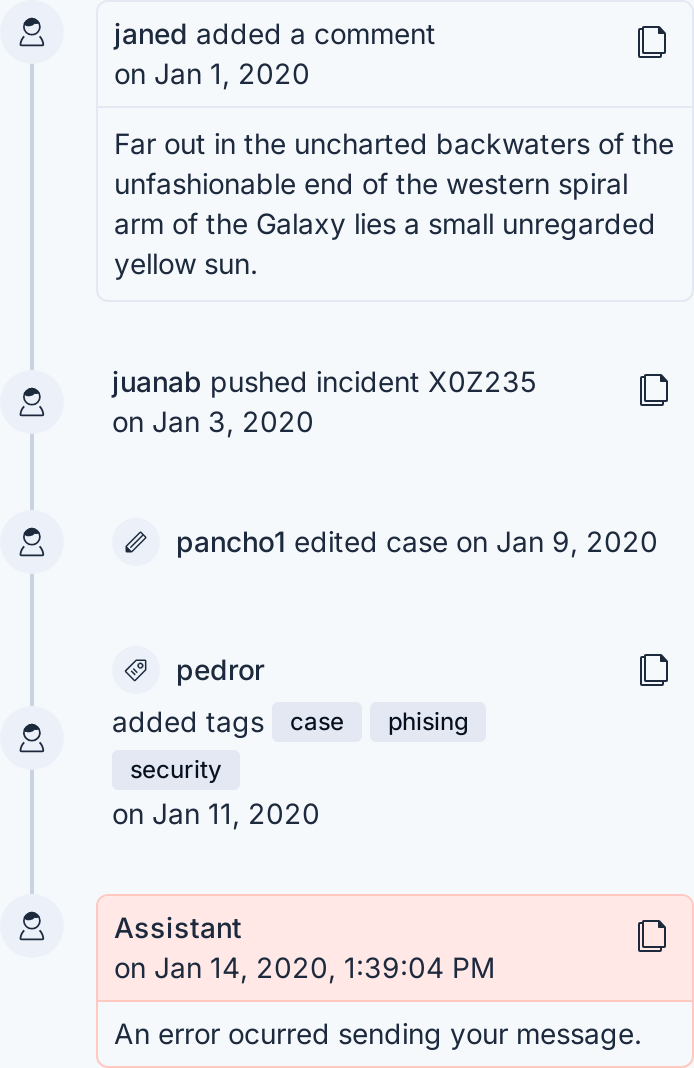 janed added a comment
on Jan 1, 2020
Far out in the uncharted backwaters of the
unfashionable end of the western spiral
arm of the Galaxy lies a small unregarded
yellow sun.
juanab pushed incident X0Z235
on Jan 3, 2020
pancho1 edited case on Jan 9, 2020
pedror
added tags case phising
security
on Jan 11, 2020
Assistant
on Jan 14, 2020, 1:39:04 PM
An error ocurred sending your message.